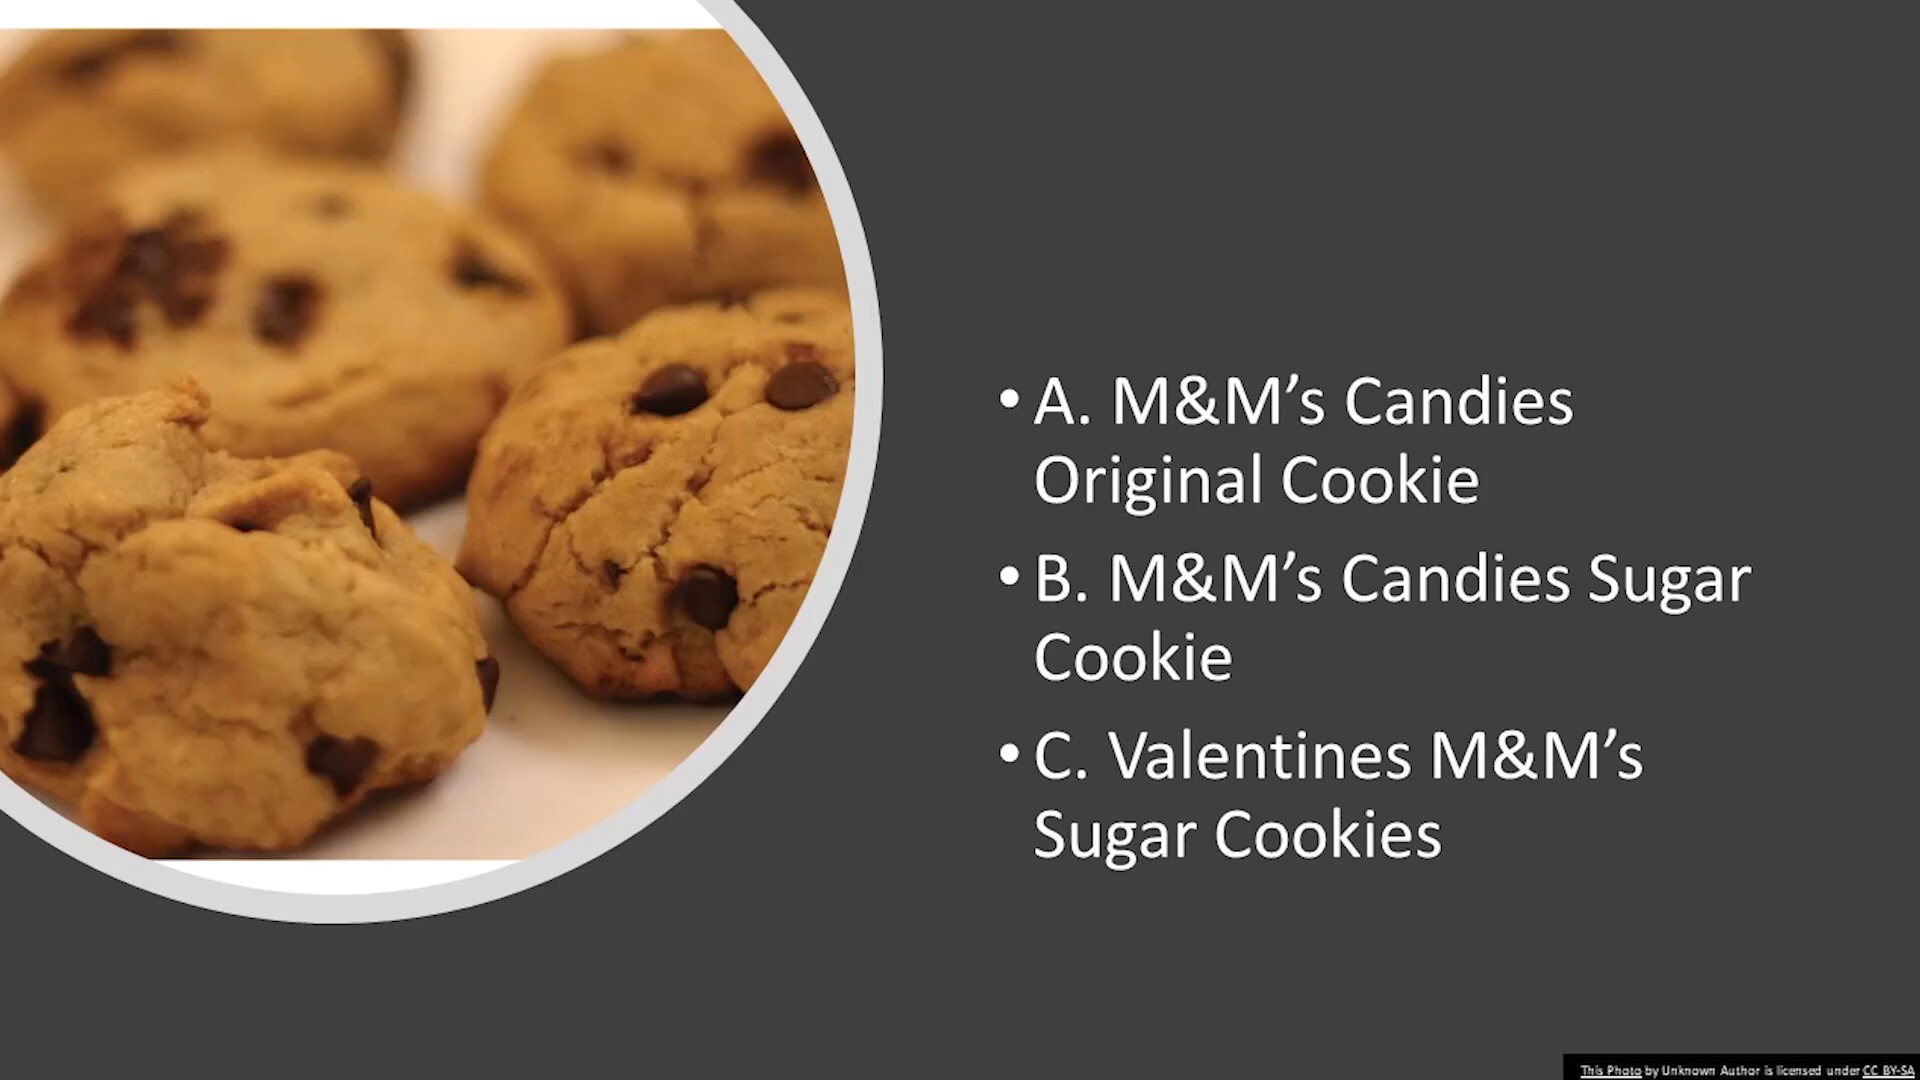 • A. M&M’s Candies
Original Cookie
• B. M&M’s Candies Sugar
Cookie
• C. Valentines M&M’s
Sugar Cookies
This Photo by Unknown Author is licensed under CC BY-SA